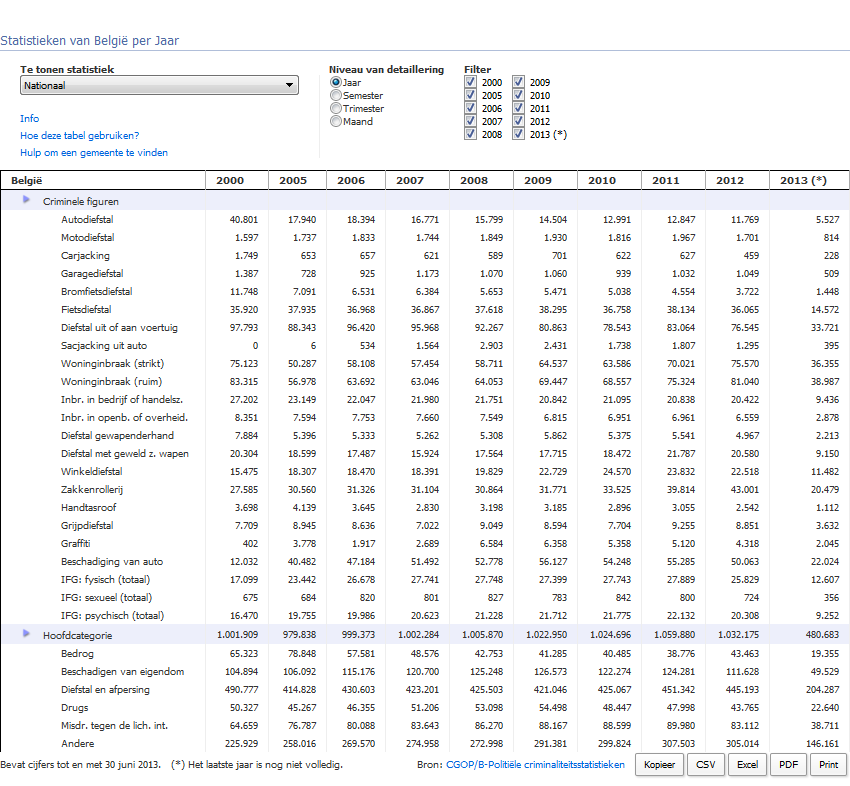 Statistieken van België per Jaar
Te tonen statistiek Niveau van detaillering Filter
Nationaal Jaar 2000 2009
Semester 2005 2010
Info Trimester 2006 2011
Hoe deze tabel gebruiken? Maand 2007 2012
Hulp om een gemeente te vinden 2008 2013 (*)
België 2000 2005 2006 2007 2008 2009 2010 2011 2012 2013 (*)
Criminele figuren
Autodiefstal 40.801 17.940 18.394 16.771 15.799 14.504 12.991 12.847 11.769 5.527
Motodiefstal 1.597 1.737 1.833 1.744 1.849 1.930 1.816 1.967 1.701 814
Carjacking 1.749 653 657 621 589 701 622 627 459 228
Garagediefstal 1.387 728 925 1.173 1.070 1.060 939 1.032 1.049 509
Bromfietsdiefstal 11.748 7.091 6.531 6.384 5.653 5.471 5.038 4.554 3.722 1.448
Fietsdiefstal 35.920 37.935 36.968 36.867 37.618 38.295 36.758 38.134 36.065 14.572
Diefstal uit of aan voertuig 97.793 88.343 96.420 95.968 92.267 80.863 78.543 83.064 76.545 33.721
Sacjacking uit auto 0 6 534 1.564 2.903 2.431 1.738 1.807 1.295 395
Woninginbraak (strikt) 75.123 50.287 58.108 57.454 58.711 64.537 63.586 70.021 75.570 36.355
Woninginbraak (ruim) 83.315 56.978 63.692 63.046 64.053 69.447 68.557 75.324 81.040 38.987
Inbr. in bedrijf of handelsz. 27.202 23.149 22.047 21.980 21.751 20.842 21.095 20.838 20.422 9.436
Inbr. in openb. of overheid. 8.351 7.594 7.753 7.660 7.549 6.815 6.951 6.961 6.559 2.878
Diefstal gewapenderhand 7.884 5.396 5.333 5.262 5.308 5.862 5.375 5.541 4.967 2.213
Diefstal met geweld z. wapen 20.304 18.599 17.487 15.924 17.564 17.715 18.472 21.787 20.580 9.150
Winkeldiefstal 15.475 18.307 18.470 18.391 19.829 22.729 24.570 23.832 22.518 11.482
Zakkenrollerij 27.585 30.560 31.326 31.104 30.864 31.771 33.525 39.814 43.001 20.479
Handtasroof 3.698 4.139 3.645 2.830 3.198 3.185 2.896 3.055 2.542 1.112
Grijpdiefstal 7.709 8.945 8.636 7.022 9.049 8.594 7.704 9.255 8.851 3.632
Graffiti 402 3.778 1.917 2.689 6.584 6.358 5.358 5.120 4.318 2.045
Beschadiging van auto 12.032 40.482 47.184 51.492 52.778 56.127 54.248 55.285 50.063 22.024
IFG: fysisch (totaal) 17.099 23.442 26.678 27.741 27.748 27.399 27.743 27.889 25.829 12.607
IFG: sexueel (totaal) 675 684 820 801 827 783 842 800 724 356
IFG: psychisch (totaal) 16.470 19.755 19.986 20.623 21.228 21.712 21.775 22.132 20.308 9.252
Hoofdcategorie 1.001.909 979.838 999.373 1.002.284 1.005.870 1.022.950 1.024.696 1.059.880 1.032.175 480.683
Bedrog 65.323 78.848 57.581 48.576 42.753 41.285 40.485 38.776 43.463 19.355
Beschadigen van eigendom 104.894 106.092 115.176 120.700 125.248 126.573 122.274 124.281 111.628 49.529
Diefstal en afpersing 490.777 414.828 430.603 423.201 425.503 421.046 425.067 451.342 445.193 204.287
Drugs 50.327 45.267 46.355 51.206 53.098 54.498 48.447 47.998 43.765 22.640
Misdr. tegen de lich. int. 64.659 76.787 80.088 83.643 86.270 88.167 88.599 89.980 83.112 38.711
Andere 225.929 258.016 269.570 274.958 272.998 291.381 299.824 307.503 305.014 146.161
Bevat cijfers tot en met 30 juni 2013. (*) Het laatste jaar is nog niet volledig. Bron: CGOP/B-Politiële criminaliteitsstatistieken Kopieer CSV Excel PDF Print